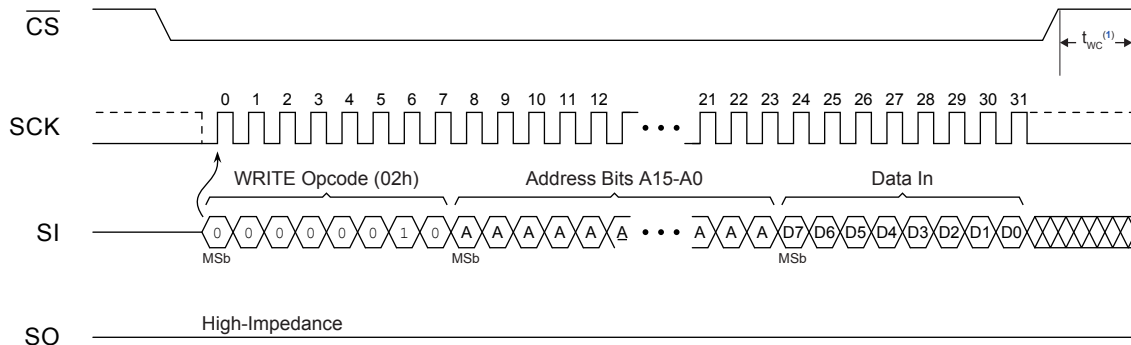 CS
tWC(1)
0 1 2 3 4 5 6 7 8 9 10 11 12 21 22 23 24 25 26 27 28 29 30 31
SCK
WRITE Opcode (02h) Address Bits A15-A0 Data In
SI 0 0 0 0 0 0 1 0 A A A A A A • • • A A A D7 D6 D5 D4 D3 D2 D1 D0
MSb MSb MSb
High-Impedance
SO